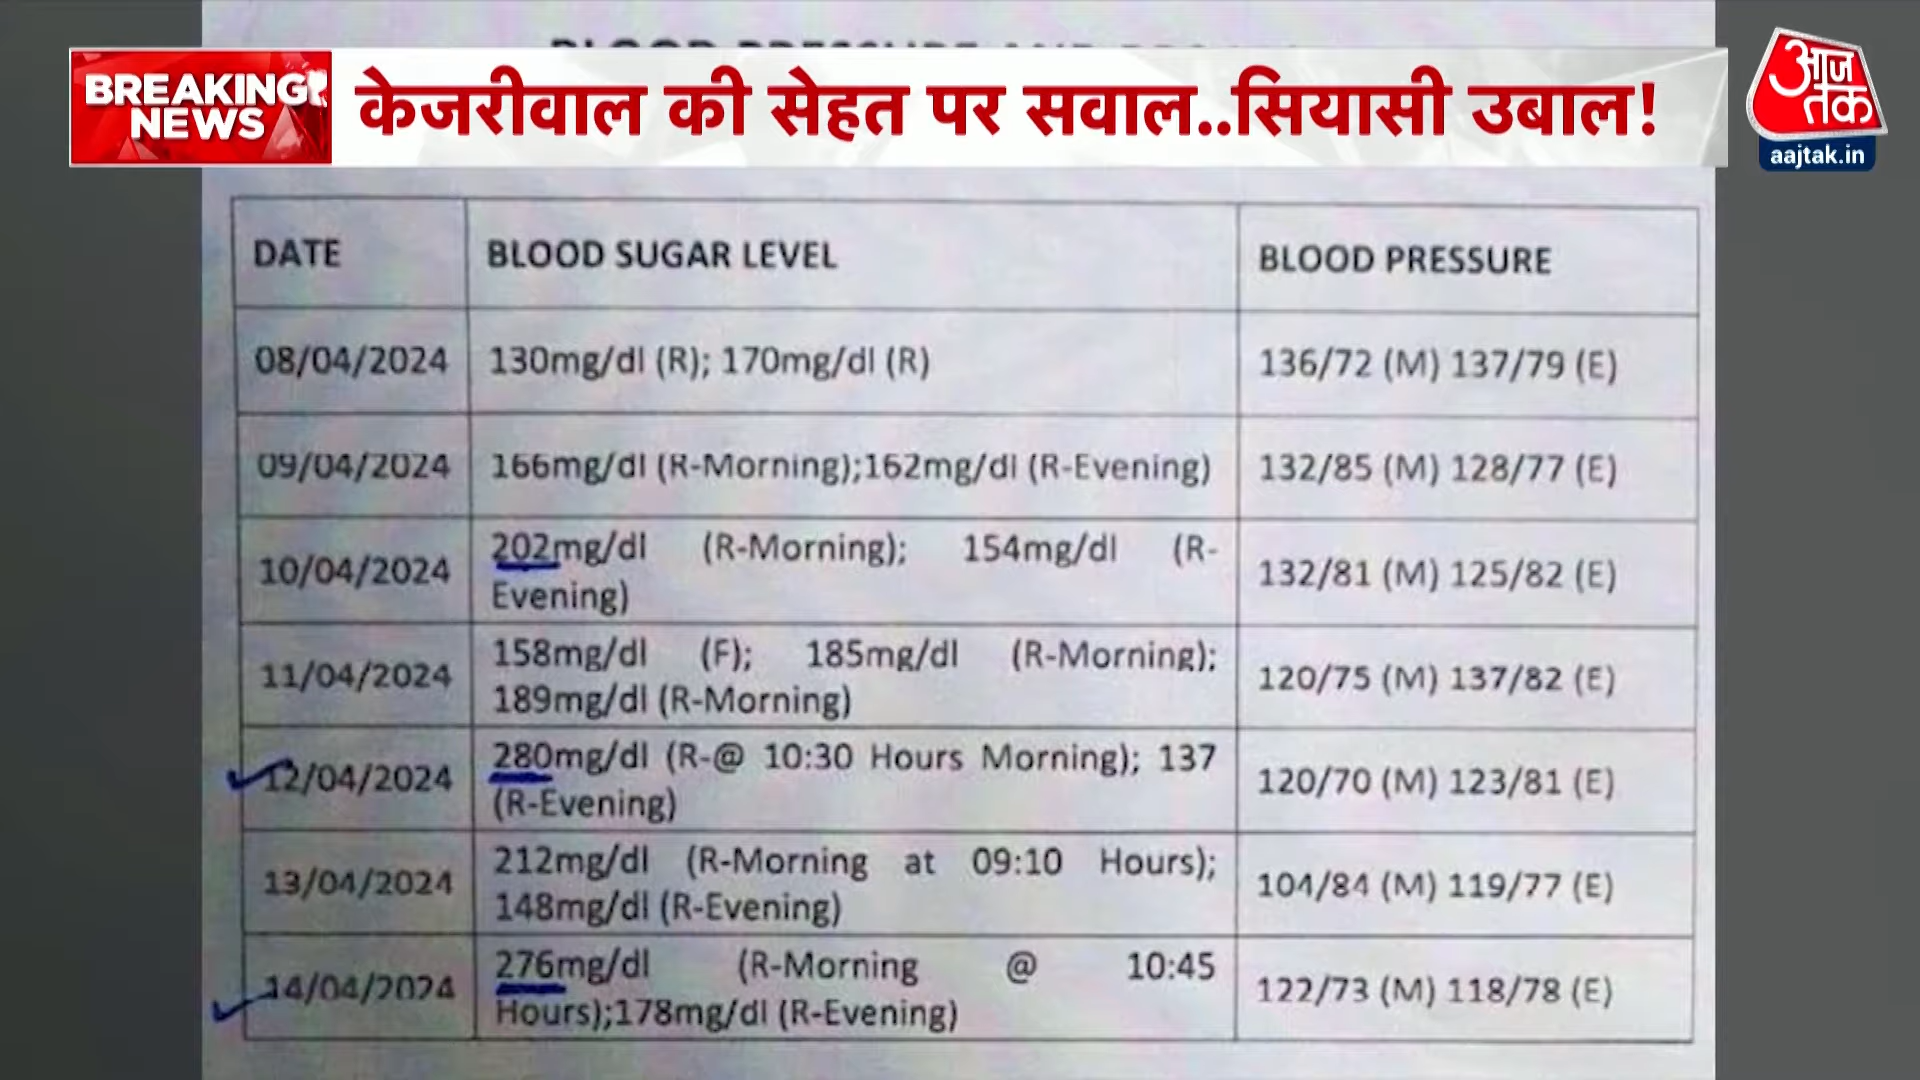 BREAKING
NEWS
केजरीवाल की सेहत पर सवाल..सियासी उबाल!
आज
तक
aajtak.in
DATE
BLOOD SUGAR LEVEL
BLOOD PRESSURE
08/04/2024
130mg/dl (R); 170mg/dl (R)
136/72 (M) 137/79 (E)
09/04/2024
166mg/dl (R-Morning);162mg/dl (R-Evening)
132/85 (M) 128/77 (E)
10/04/2024
202mg/dl (R-Morning); 154mg/dl (R-
Evening)
132/81 (M) 125/82 (E)
11/04/2024
158mg/dl (F); 185mg/dl (R-Morning);
189mg/dl (R-Morning)
120/75 (M) 137/82 (E)
12/04/2024
280mg/dl (R-@ 10:30 Hours Morning); 137
(R-Evening)
120/70 (M) 123/81 (E)
13/04/2024
212mg/dl (R-Morning at 09:10 Hours);
148mg/dl (R-Evening)
104/84 (M) 119/77 (E)
14/04/2024
276mg/dl (R-Morning @ 10:45
Hours);178mg/dl (R-Evening)
122/73 (M) 118/78 (E)